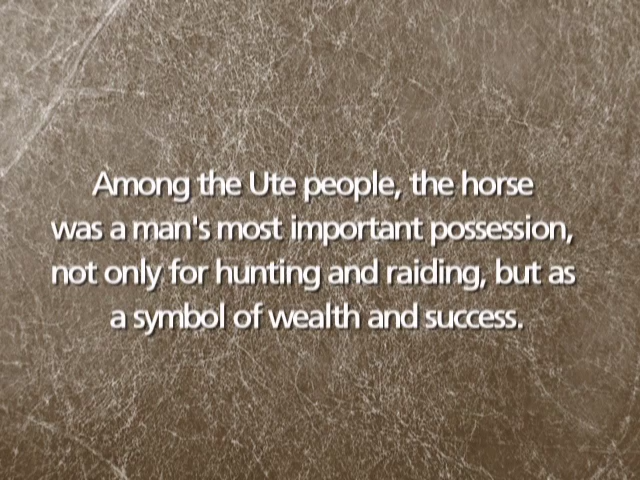 Among the Ute people, the horse
was a man's most important possession,
not only for hunting and raiding, but as
a symbol of wealth and success.